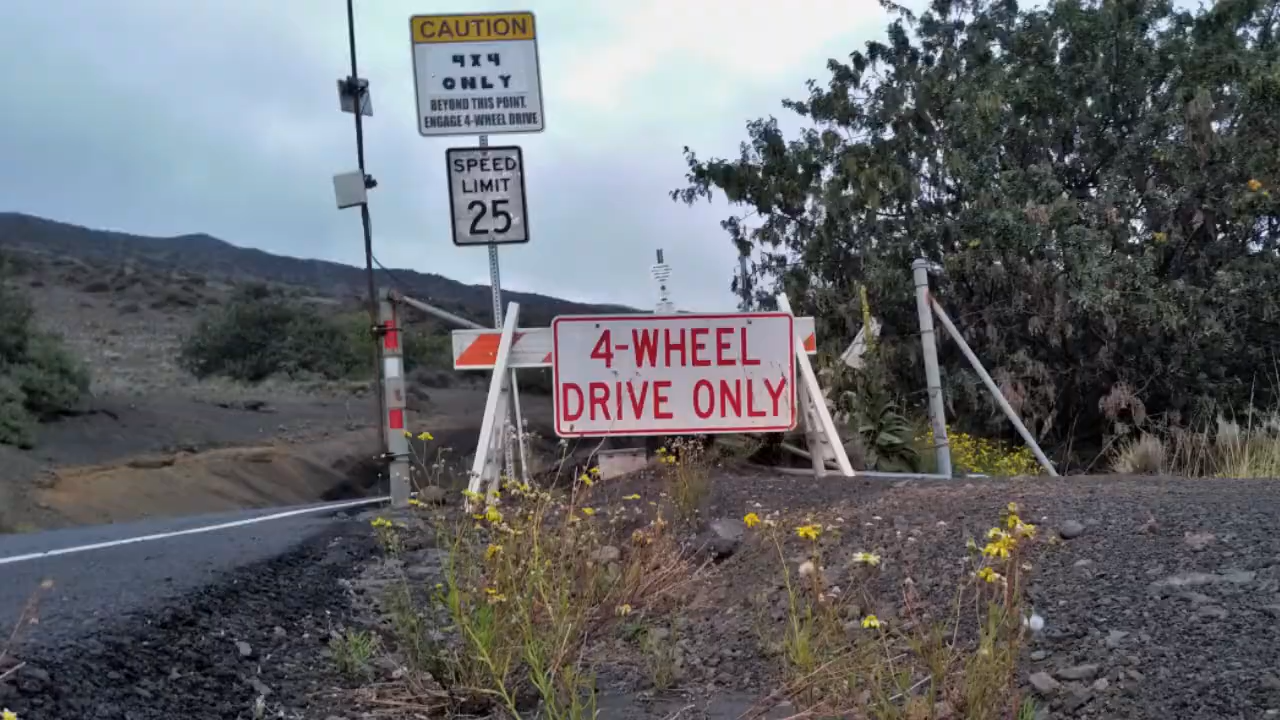 CAUTION
4X4
ONLY
BEYOND THIS POINT.
ENGAGE 4-WHEEL DRIVE
SPEED
LIMIT
25
4-WHEEL
DRIVE ONLY